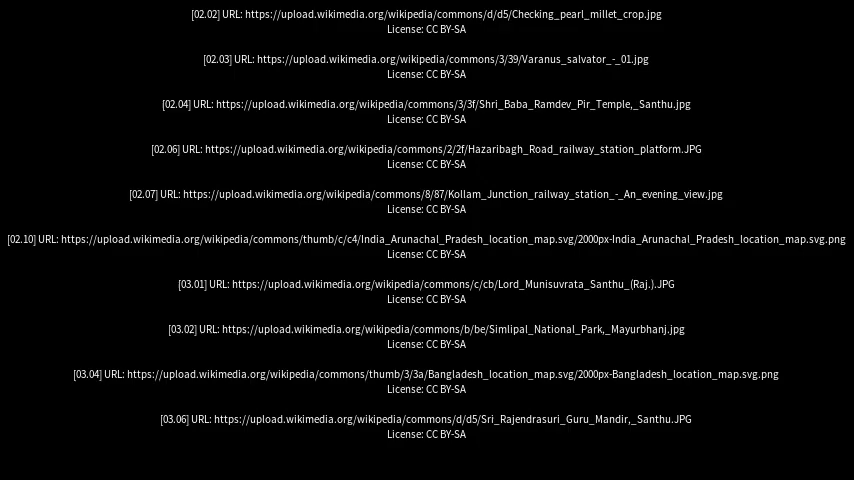 [02.02] URL: https://upload.wikimedia.org/wikipedia/commons/d/d5/Checking_pearl_millet_crop.jpg
License: CC BY-SA
[02.03] URL: https://upload.wikimedia.org/wikipedia/commons/3/39/Varanus_salvator_-_01.jpg
License: CC BY-SA
[02.04] URL: https://upload.wikimedia.org/wikipedia/commons/3/3f/Shri_Baba_Ramdev_Pir_Temple,_Santhu.jpg
License: CC BY-SA
[02.06] URL: https://upload.wikimedia.org/wikipedia/commons/2/2f/Hazaribagh_Road_railway_station_platform.JPG
License: CC BY-SA
[02.07] URL: https://upload.wikimedia.org/wikipedia/commons/8/87/Kollam_Junction_railway_station_-_An_evening_view.jpg
License: CC BY-SA
[02.10] URL: https://upload.wikimedia.org/wikipedia/commons/thumb/c/c4/India_Arunachal_Pradesh_location_map.svg/2000px-India_Arunachal_Pradesh_location_map.svg.png
License: CC BY-SA
[03.01] URL: https://upload.wikimedia.org/wikipedia/commons/c/cb/Lord_Munisuvrata_Santhu_(Raj.).JPG
License: CC BY-SA
[03.02] URL: https://upload.wikimedia.org/wikipedia/commons/b/be/Simlipal_National_Park,_Mayurbhanj.jpg
License: CC BY-SA
[03.04] URL: https://upload.wikimedia.org/wikipedia/commons/thumb/3/3a/Bangladesh_location_map.svg/2000px-Bangladesh_location_map.svg.png
License: CC BY-SA
[03.06] URL: https://upload.wikimedia.org/wikipedia/commons/d/d5/Sri_Rajendrasuri_Guru_Mandir,_Santhu.JPG
License: CC BY-SA